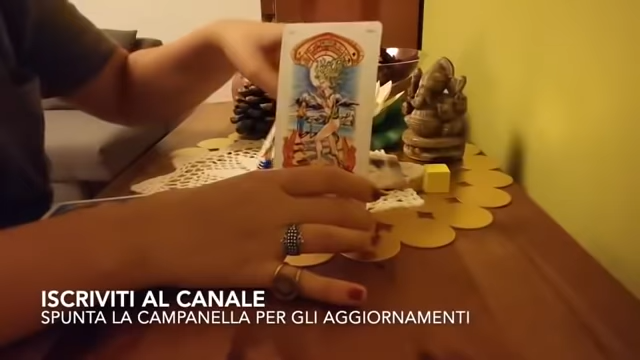 ISCRIVITI AL CANALE
SPUNTA LA CAMPANELLA PER GLI AGGIORNAMENTI